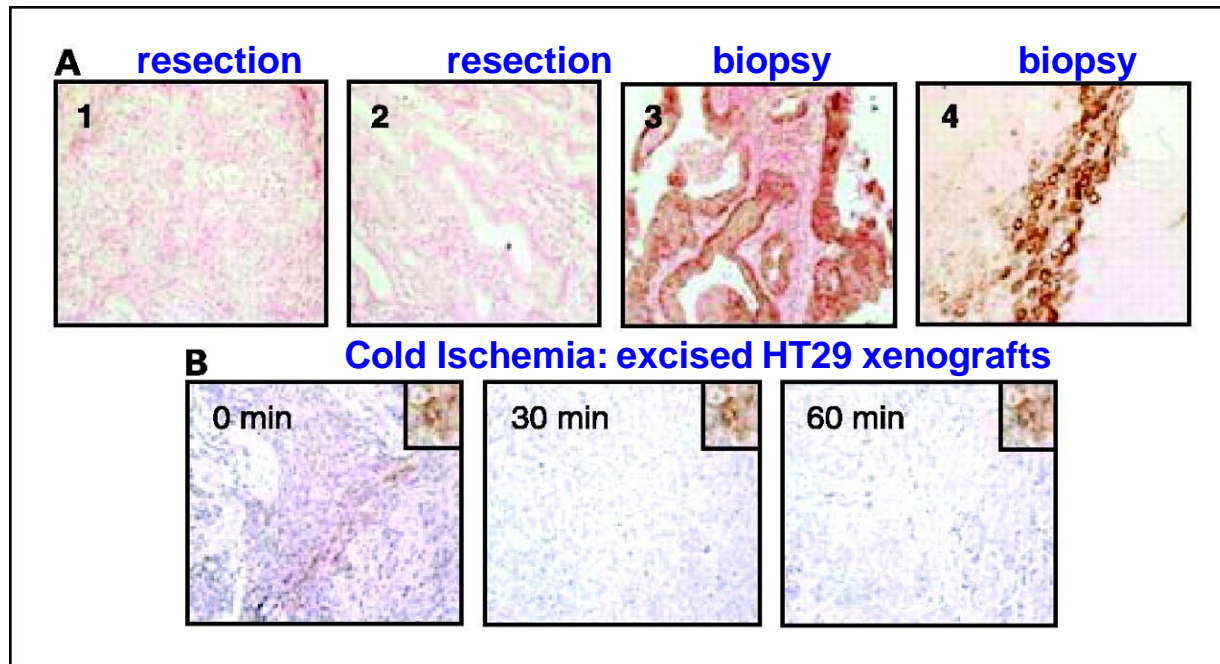 A resection resection biopsy biopsy
1 2 3 4
Cold Ischemia: excised HT29 xenografts
B
0 min 30 min 60 min